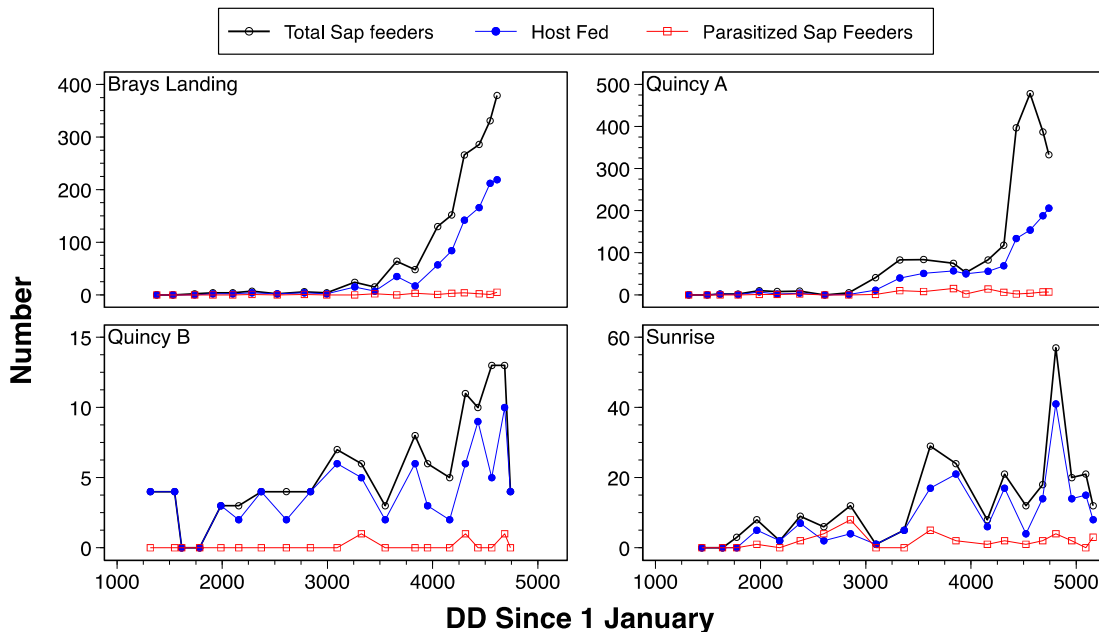 Total Sap feeders Host Fed Parasitized Sap Feeders
Brays Landing
400
300
200
100
0
Quincy A
500
400
300
200
100
0
Quincy B
15
10
5
0
1000 2000 3000 4000 5000
Sunrise
60
40
20
0
1000 2000 3000 4000 5000
Number
DD Since 1 January